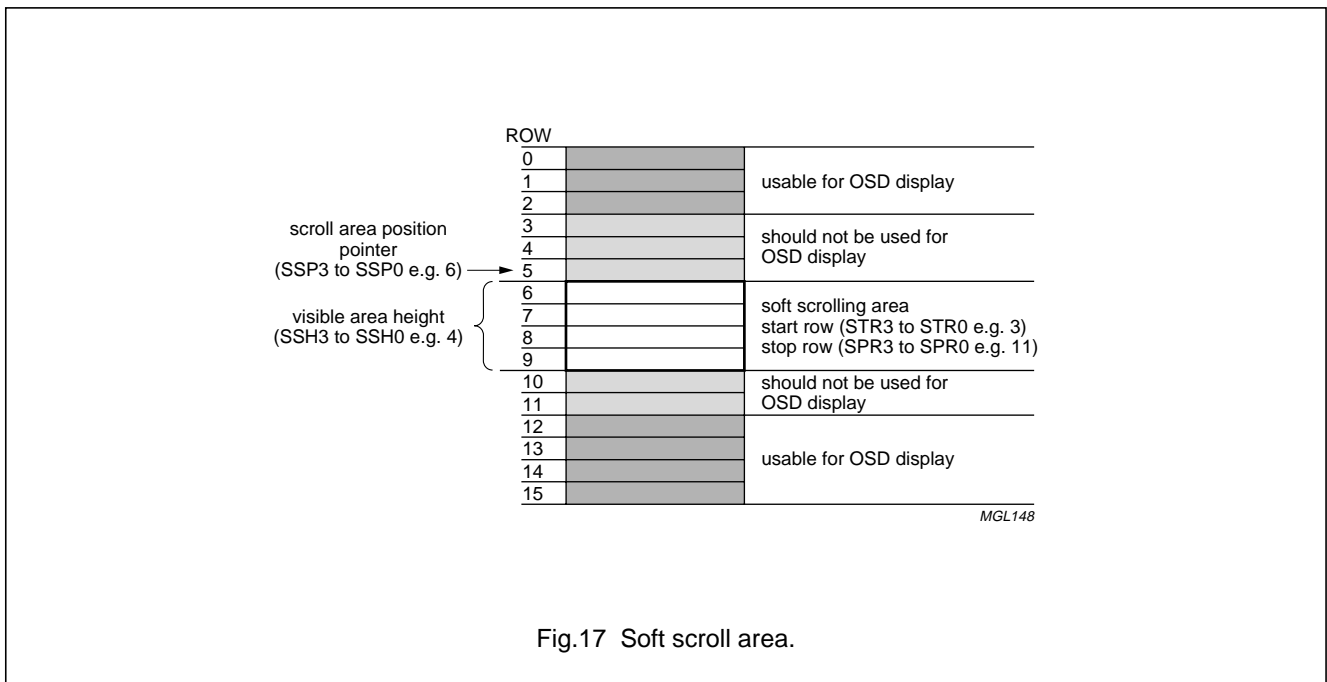 ROW
0
1
2
3
4
5
6
7
8
9
10
11
12
13
14
15
usable for OSD display
should not be used for
OSD display
soft scrolling area
start row (STR3 to STR0 e.g. 3)
stop row (SPR3 to SPR0 e.g. 11)
should not be used for
OSD display
usable for OSD display
scroll area position
pointer
(SSP3 to SSP0 e.g. 6)
visible area height
(SSH3 to SSH0 e.g. 4)
MGL148
Fig.17 Soft scroll area.